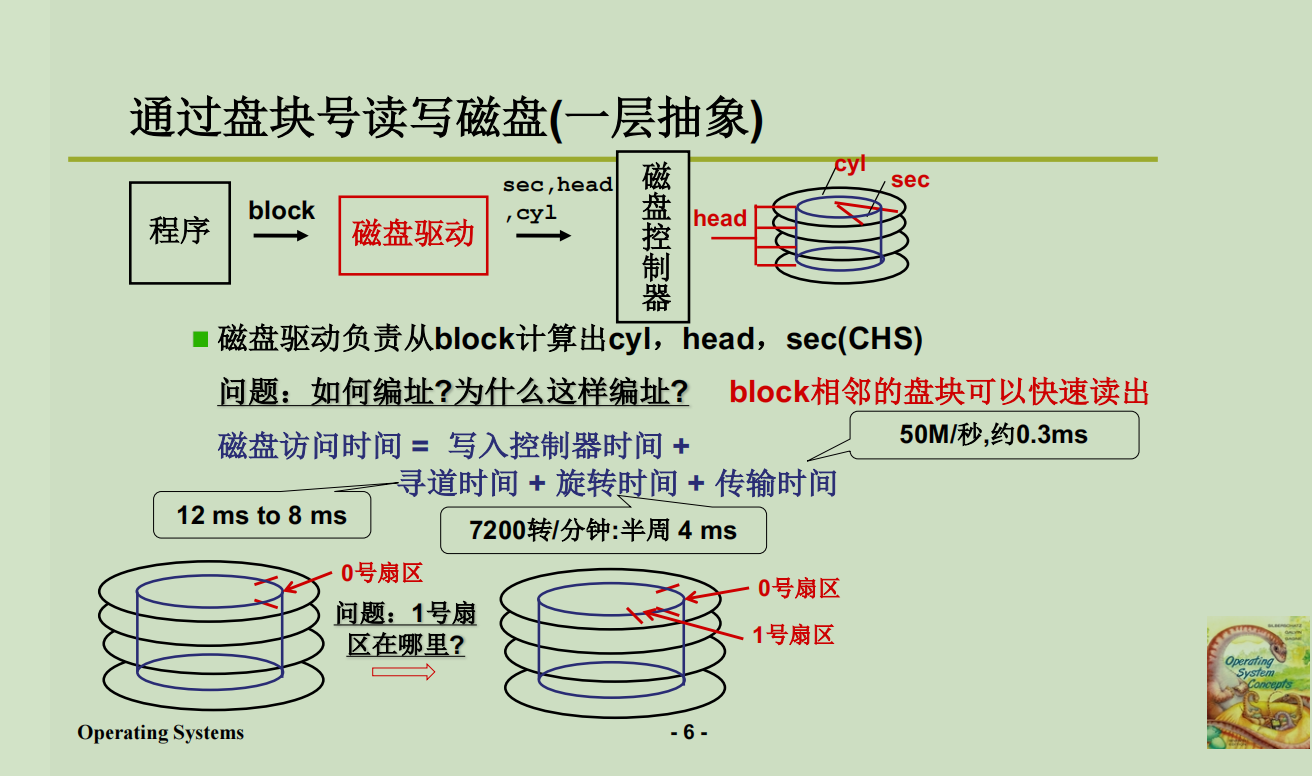 通过盘块号读写磁盘(一层抽象)
程序
block
磁盘驱动
sec,head
,cyl
磁盘控制器
head
cyl
sec
磁盘驱动负责从block计算出cyl，head，sec(CHS)
问题：如何编址?为什么这样编址?
block相邻的盘块可以快速读出
磁盘访问时间 = 写入控制器时间 +
寻道时间 + 旋转时间 + 传输时间
50M/秒,约0.3ms
12 ms to 8 ms
7200转/分钟:半周 4 ms
0号扇区
问题：1号扇
区在哪里?
0号扇区
1号扇区
Operating Systems
- 6 -
Operating
System
Concepts